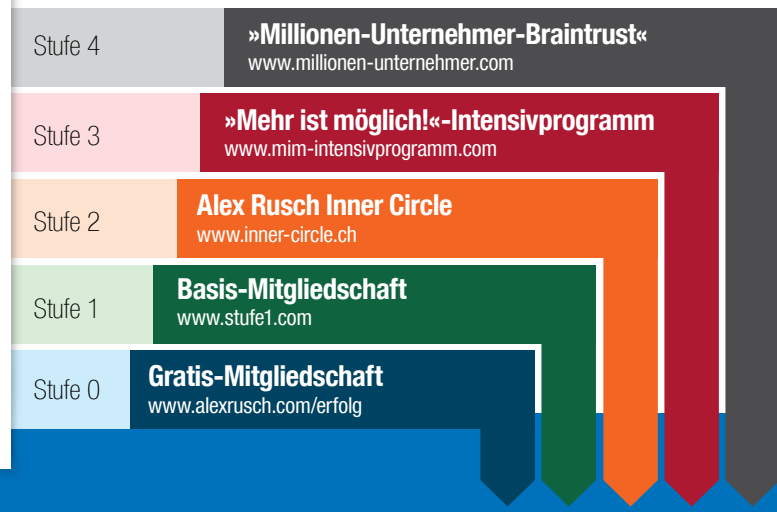 Stufe 4
»Millionen-Unternehmer-Braintrust«
www.millionen-unternehmer.com
Stufe 3
»Mehr ist möglich!«-Intensivprogramm
www.mim-intensivprogramm.com
Stufe 2
Alex Rusch Inner Circle
www.inner-circle.ch
Stufe 1
Basis-Mitgliedschaft
www.stufe1.com
Stufe 0
Gratis-Mitgliedschaft
www.alexrusch.com/erfolg